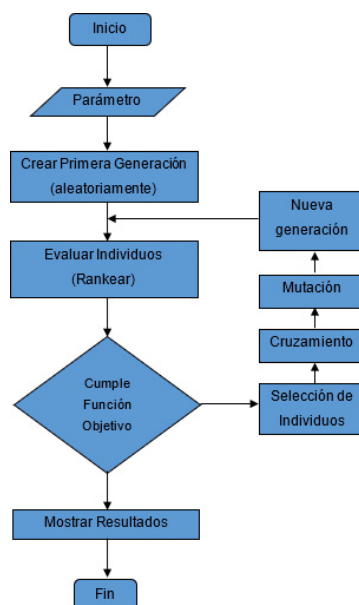 Inicio
Parámetro
Crear Primera Generación
(aleatoriamente)
Evaluar Individuos
(Rankear)
Cumple
Función
Objetivo
Mostrar Resultados
Fin
Nueva
generación
Mutación
Cruzamiento
Selección de
Individuos